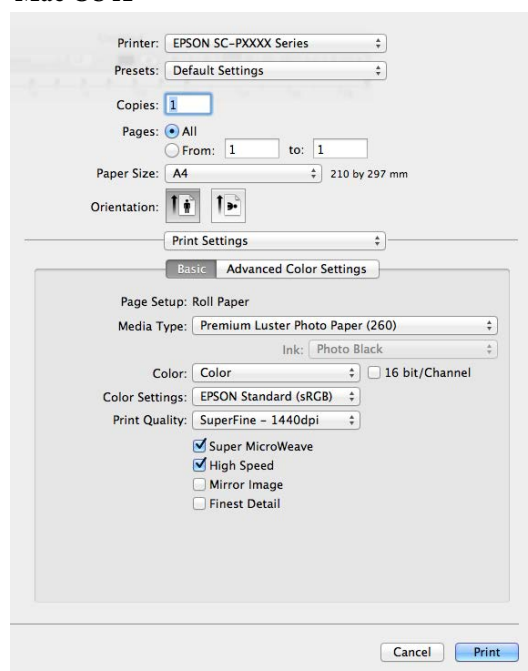 Printer: EPSON SC-PXXXX Series
Presets: Default Settings
Copies: 1
Pages: All
From: 1 to: 1
Paper Size: A4 210 by 297 mm
Orientation:
Print Settings
Basic Advanced Color Settings
Page Setup: Roll Paper
Media Type: Premium Luster Photo Paper (260)
Ink: Photo Black
Color: Color 16 bit/Channel
Color Settings: EPSON Standard (sRGB)
Print Quality: SuperFine - 1440dpi
Super MicroWeave
High Speed
Mirror Image
Finest Detail
Cancel Print